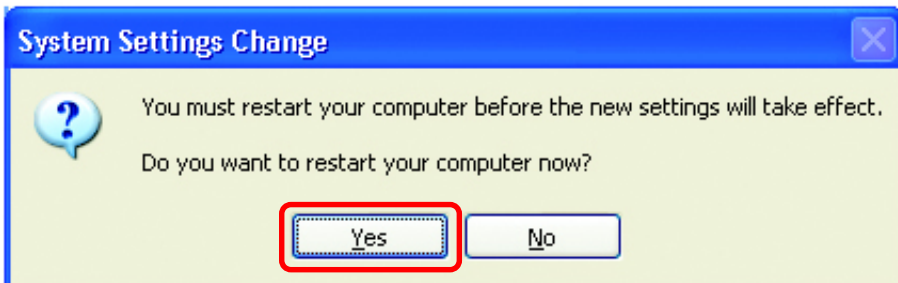 System Settings Change
You must restart your computer before the new settings will take effect.
Do you want to restart your computer now?
Yes
No